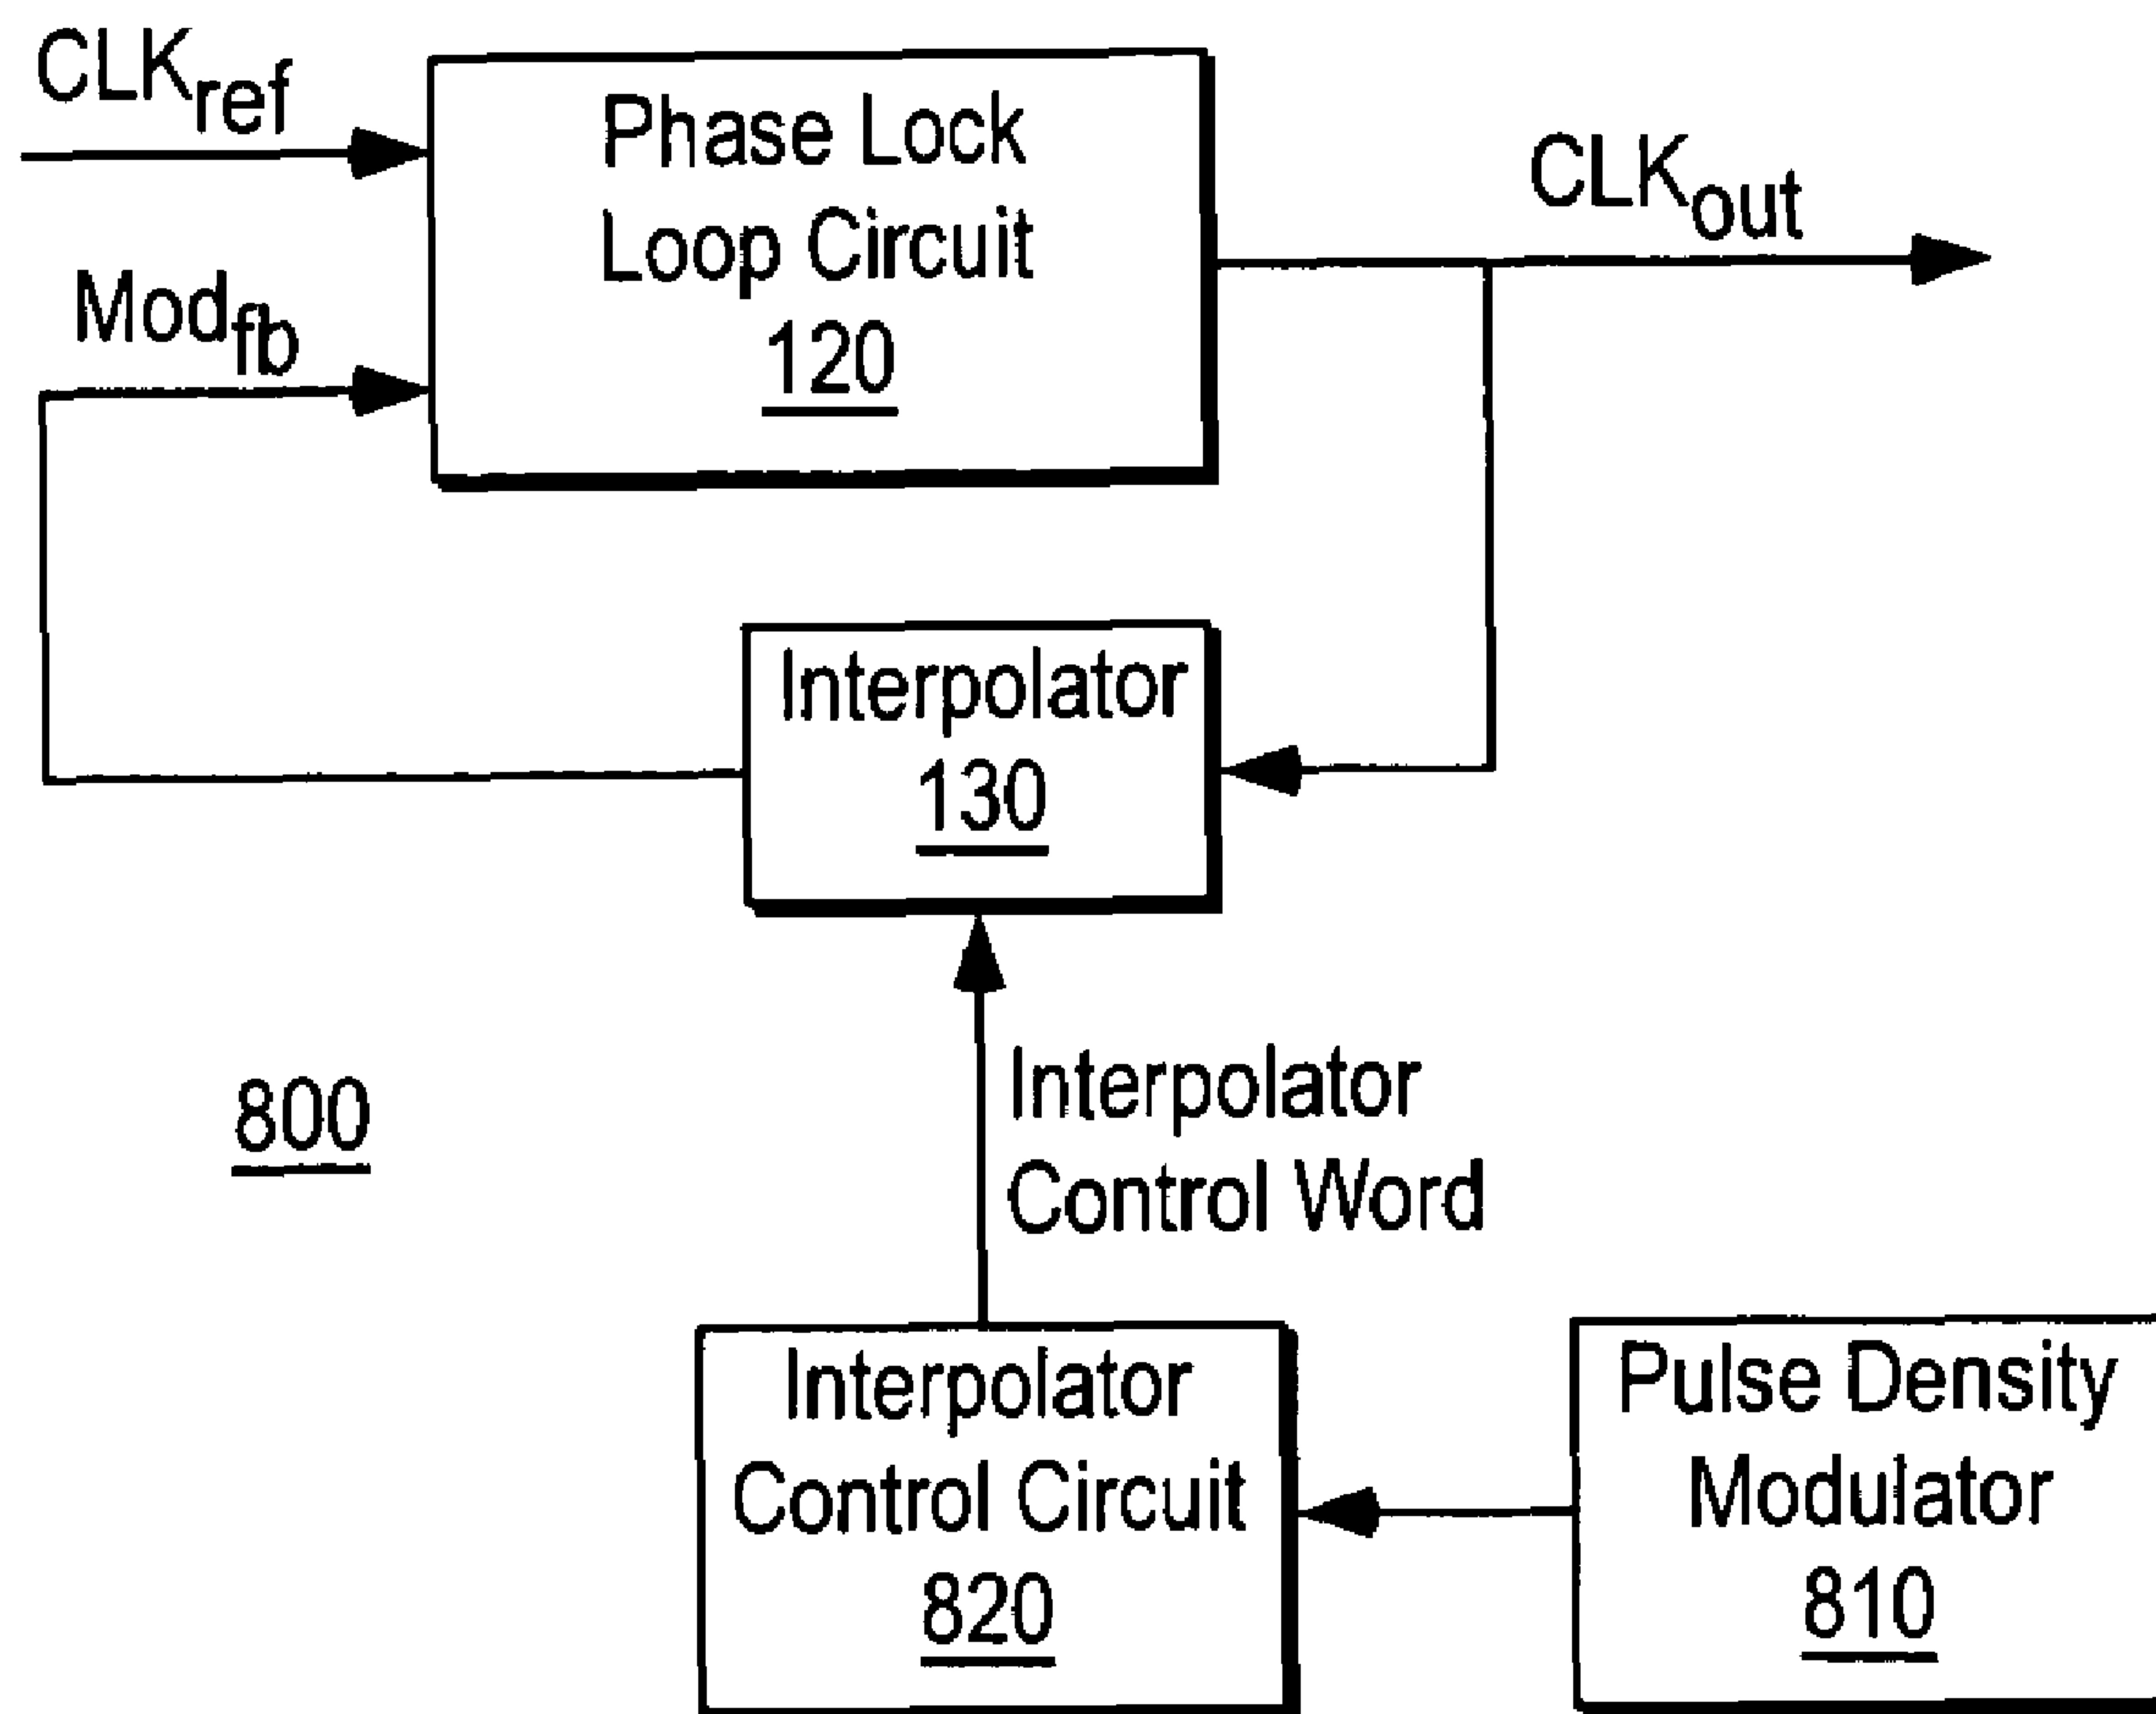 CLKref
Phase Lock
Loop Circuit
120
CLKout
Modfb
Interpolator
130
800
Interpolator
Control Word
Interpolator
Control Circuit
820
Pulse Density
Modulator
810